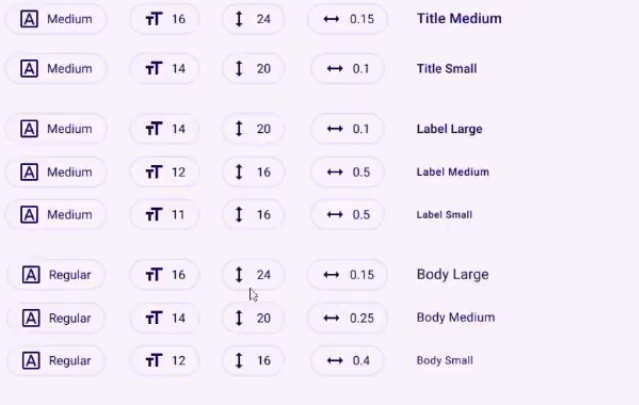 Medium 16 24 0.15 Title Medium
Medium 14 20 0.1 Title Small
Medium 14 20 0.1 Label Large
Medium 12 16 0.5 Label Medium
Medium 11 16 0.5 Label Small
Regular 16 24 0.15 Body Large
Regular 14 20 0.25 Body Medium
Regular 12 16 0.4 Body Small